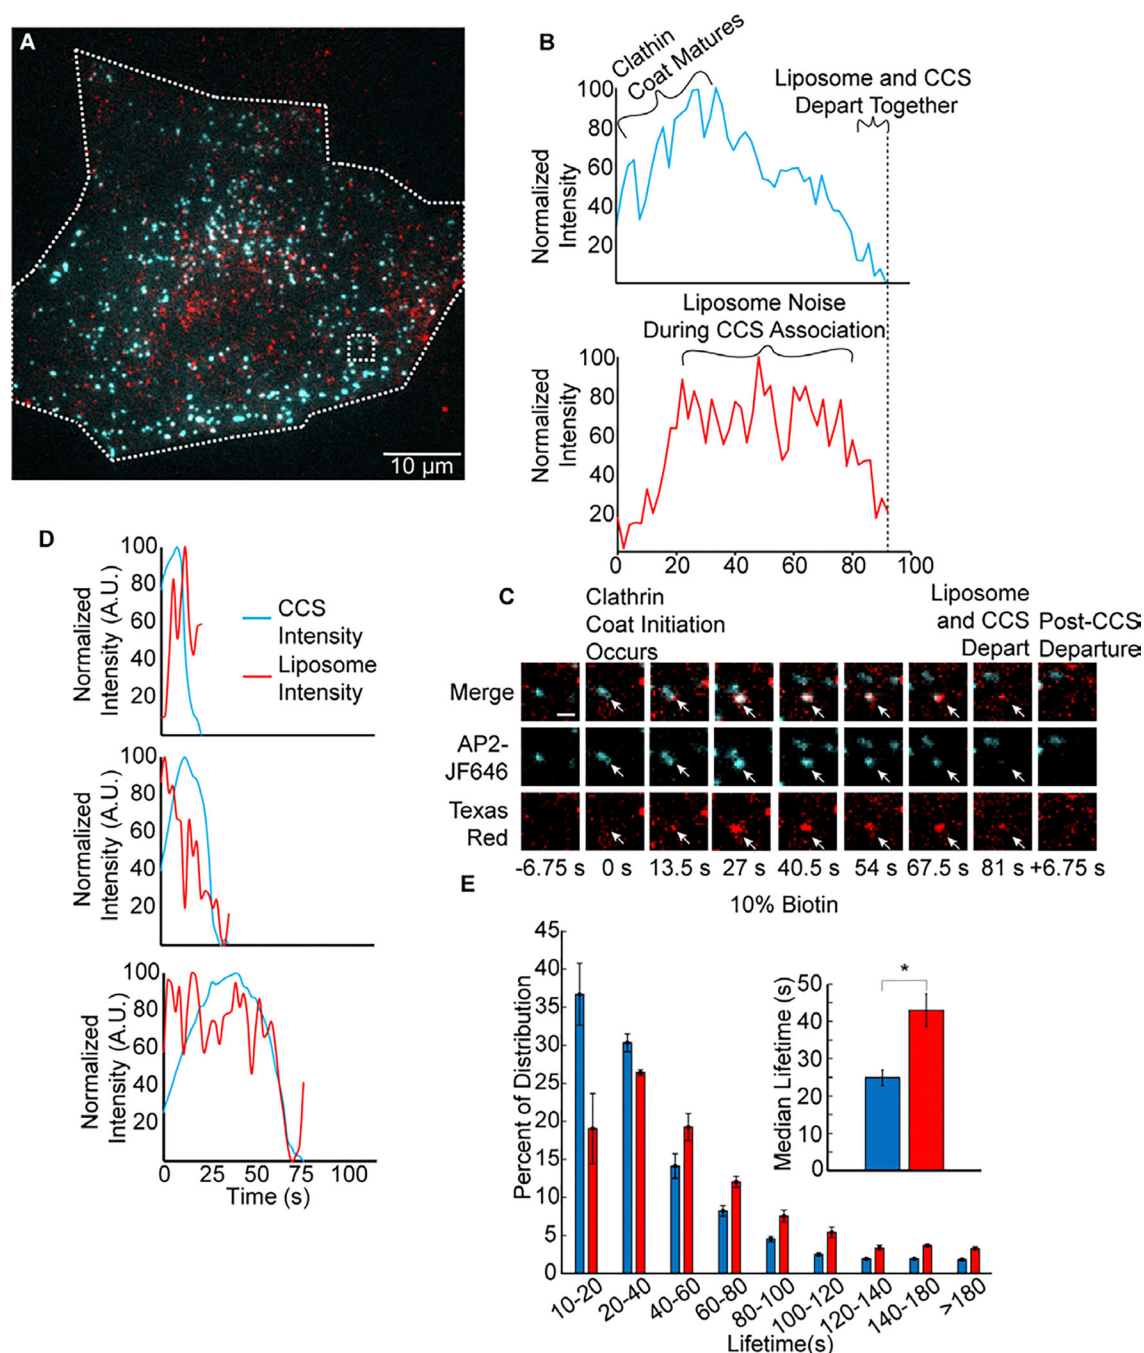 A
10 µm
B
Clathin
Coat Matures
Liposome and CCS
Depart Together
Normalized
Intensity
100
80
60
40
20
Liposome Noise
During CCS Association
Normalized
Intensity
100
80
60
40
20
0 20 40 60 80 100
C
Clathrin
Coat Initiation
Occurs
Liposome
and CCS
Depart
Post-CCS
Departure
Merge
AP2-
JF646
Texas
Red
-6.75 s 0 s 13.5 s 27 s 40.5 s 54 s 67.5 s 81 s +6.75 s
D
Normalized
Intensity (A.U.)
100
80
60
40
20
CCS
Intensity
Liposome
Intensity
Normalized
Intensity (A.U.)
100
80
60
40
20
Normalized
Intensity (A.U.)
100
80
60
40
20
0 25 50 75 100
Time (s)
E
10% Biotin
Percent of Distribution
45
40
35
30
25
20
15
10
5
0
10-20
20-40
40-60
60-80
80-100
100-120
120-140
140-180
>180
Lifetime(s)
Median Lifetime (s)
50
40
30
20
10
0
*